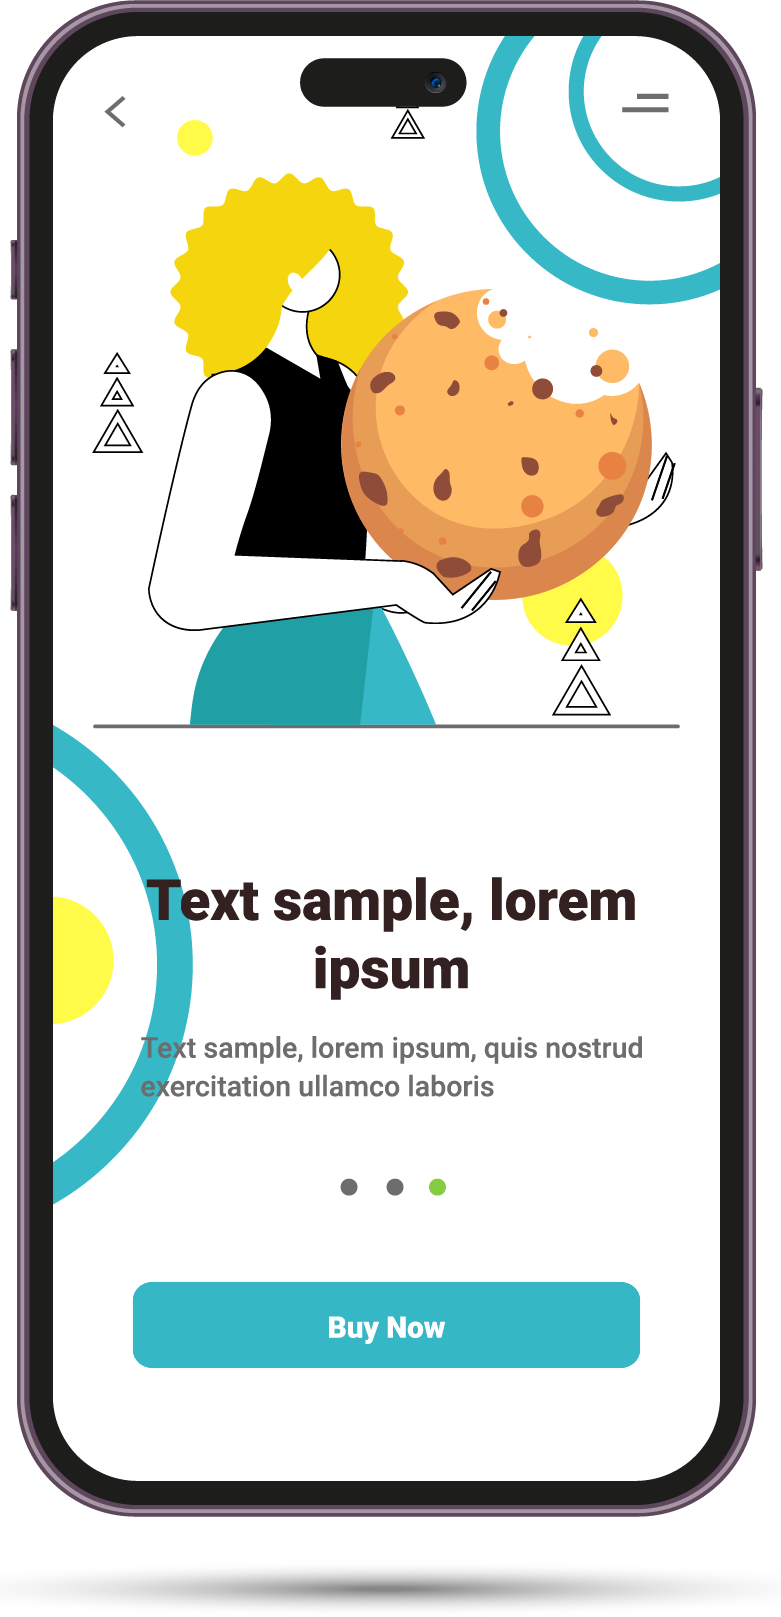 Text sample, lorem
ipsum
Text sample, lorem ipsum, quis nostrud
exercitation ullamco laboris
Buy Now